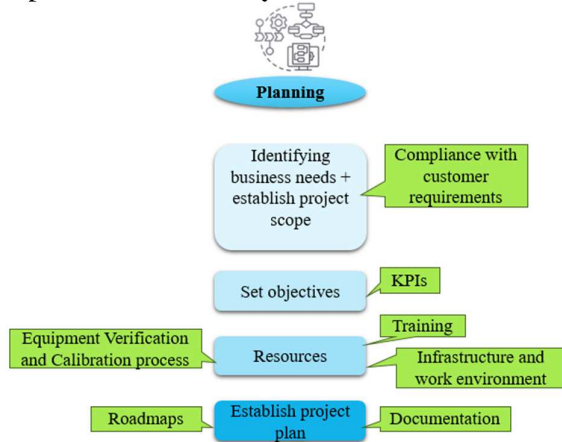 Planning
Identifying
business needs +
establish project
scope
Compliance with
customer
requirements
Set objectives
KPIs
Training
Equipment Verification
and Calibration process
Resources
Infrastructure and
work environment
Roadmaps
Establish project
plan
Documentation